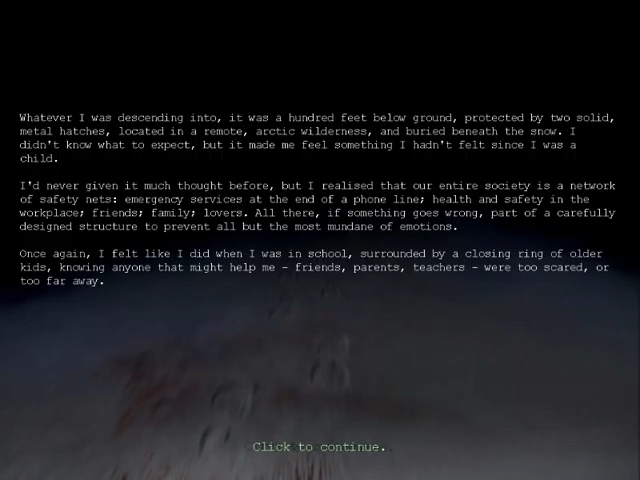 Whatever I was descending into, it was a hundred feet below ground, protected by two solid,
metal hatches, located in a remote, arctic wilderness, and buried beneath the snow. I
didn't know what to expect, but it made me feel something I hadn't felt since I was a
child.
I'd never given it much thought before, but I realised that our entire society is a network
of safety nets: emergency services at the end of a phone line; health and safety in the
workplace; friends; family; lovers. All there, if something goes wrong, part of a carefully
designed structure to prevent all but the most mundane of emotions.
Once again, I felt like I did when I was in school, surrounded by a closing ring of older
kids, knowing anyone that might help me - friends, parents, teachers - were too scared, or
too far away.
Click to continue.